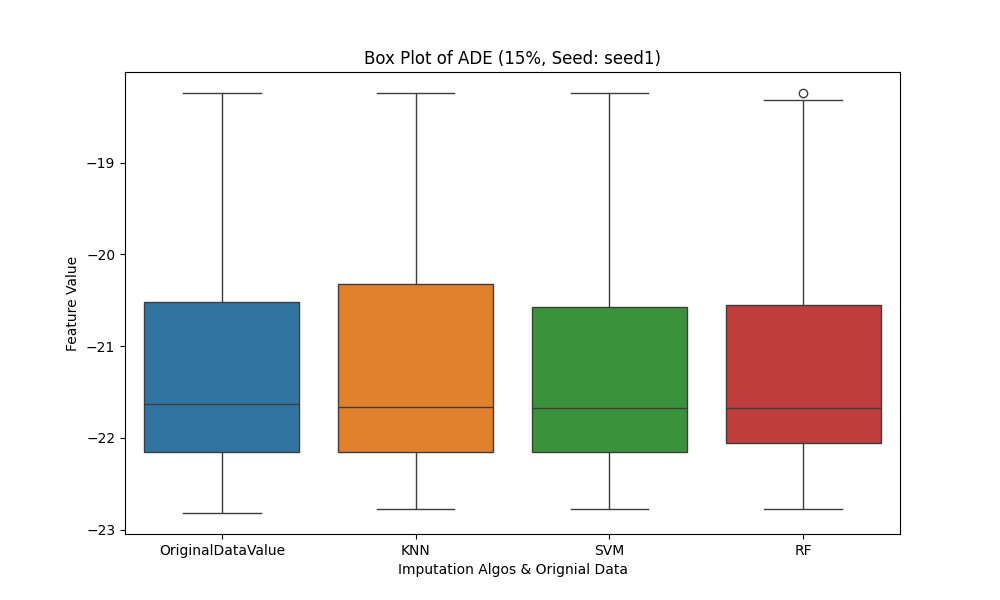 Box Plot of ADE (15%, Seed: seed1)
Feature Value
−19
−20
−21
−22
−23
OriginalDataValue
KNN
SVM
RF
Imputation Algos & Orignial Data